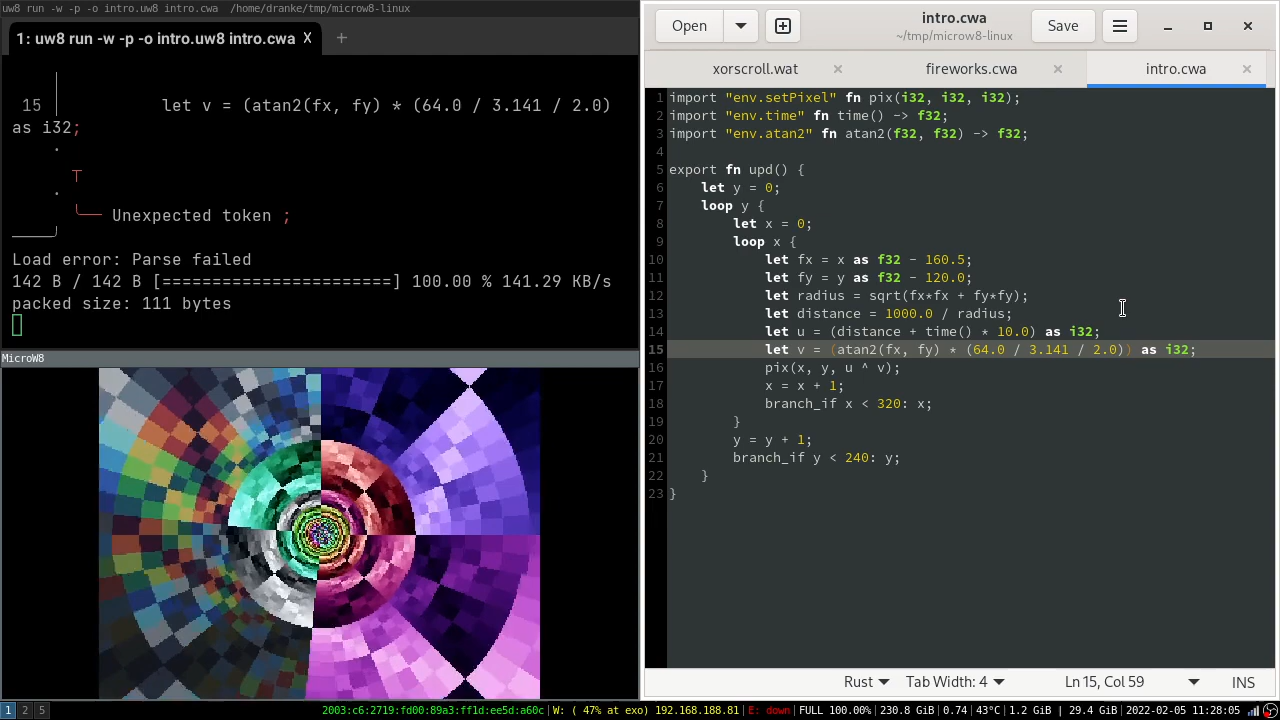 uw8 run -w -p -o intro.uw8 intro.cwa  /home/dranke/tmp/microw8-linux
1: uw8 run -w -p -o intro.uw8 intro.cwa X +
15 let v = (atan2(fx, fy) * (64.0 / 3.141 / 2.0)
as i32;
Unexpected token ;
Load error: Parse failed
142 B / 142 B [=======================] 100.00 % 141.29 KB/s
packed size: 111 bytes
MicroW8
Open
intro.cwa
~/tmp/microw8-linux
Save
xorscroll.wat × fireworks.cwa × intro.cwa ×
1 import "env.setPixel" fn pix(i32, i32, i32);
2 import "env.time" fn time() -> f32;
3 import "env.atan2" fn atan2(f32, f32) -> f32;
4
5 export fn upd() {
6     let y = 0;
7     loop y {
8         let x = 0;
9         loop x {
10             let fx = x as f32 - 160.5;
11             let fy = y as f32 - 120.0;
12             let radius = sqrt(fx*fx + fy*fy);
13             let distance = 1000.0 / radius;
14             let u = (distance + time() * 10.0) as i32;
15             let v = (atan2(fx, fy) * (64.0 / 3.141 / 2.0)) as i32;
16             pix(x, y, u ^ v);
17             x = x + 1;
18             branch_if x < 320: x;
19         }
20         y = y + 1;
21         branch_if y < 240: y;
22     }
23 }
Rust Tab Width: 4 Ln 15, Col 59 INS
1 2 5 2003:c6:2719:fd00:89a3:ff1d:ee5d:a60c|W: ( 47% at exo) 192.168.188.81|E: down|FULL 100.00%|230.8 GiB|0.74|43°C|1.2 GiB | 29.4 GiB|2022-02-05 11:28:05